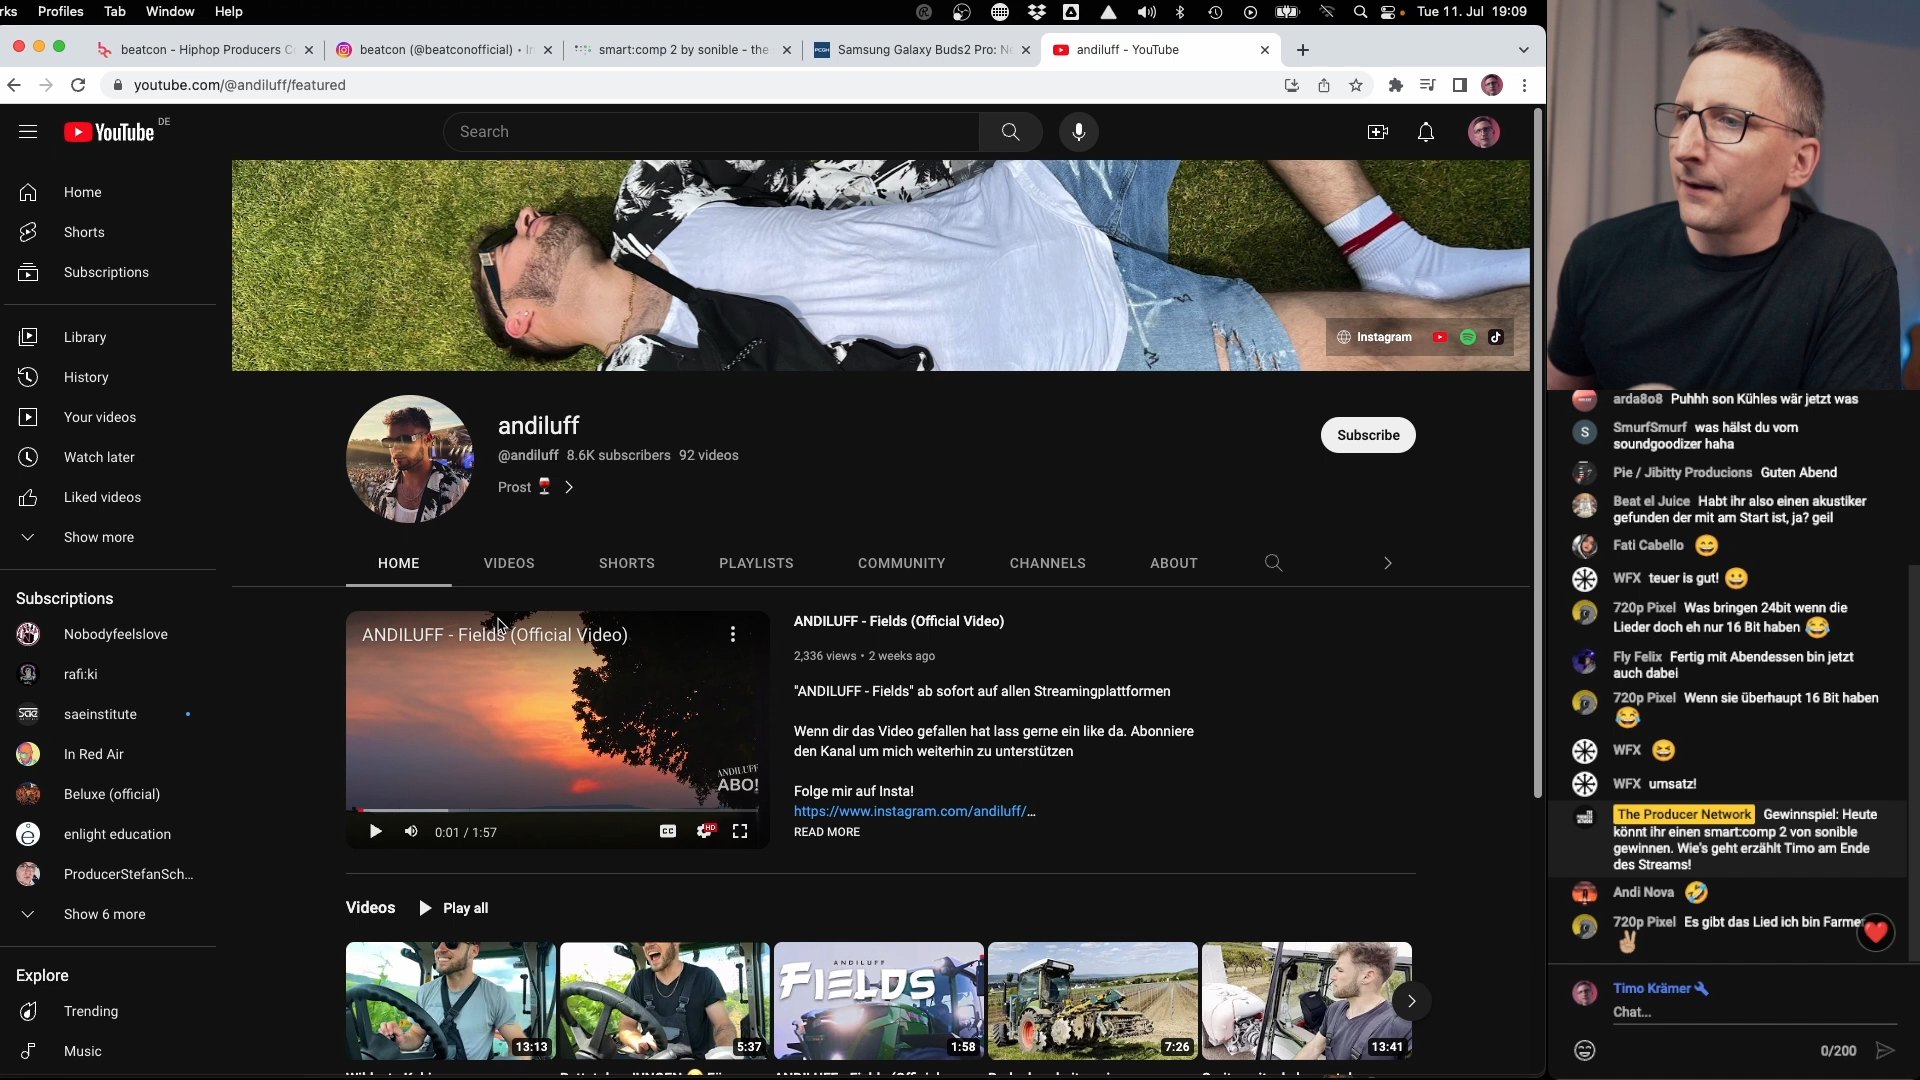 rks Profiles Tab Window Help
Tue 11. Jul 19:09
beatcon - Hiphop Producers
beatcon (@beatconofficial) •
smart:comp 2 by sonible - the
PCGH
Samsung Galaxy Buds2 Pro:
andiluff - YouTube
youtube.com/@andiluff/featured
YouTube DE
Search
Home
Shorts
Subscriptions
Library
History
Your videos
Watch later
Liked videos
Show more
Subscriptions
Nobodyfeelslove
rafi:ki
sae
saeinstitute
In Red Air
Beluxe (official)
enlight education
ProducerStefanSch...
Show 6 more
Explore
Trending
Music
Instagram
andiluff
@andiluff 8.6K subscribers 92 videos
Prost 🍷
Subscribe
HOME VIDEOS SHORTS PLAYLISTS COMMUNITY CHANNELS ABOUT
ANDILUFF - Fields (Official Video)
ANDILUFF
ABO!
0:01 / 1:57
CC
HD
ANDILUFF - Fields (Official Video)
2,336 views • 2 weeks ago
"ANDILUFF - Fields" ab sofort auf allen Streamingplattformen
Wenn dir das Video gefallen hat lass gerne ein like da. Abonniere
den Kanal um mich weiterhin zu unterstützen
Folge mir auf Insta!
https://www.instagram.com/andiluff/...
READ MORE
Videos Play all
13:13
5:37
ANDILUFF
FIELDS
1:58
7:26
13:41
arda8o8 Puhhh son Kühles wär jetzt was
S
SmurfSmurf was hälst du vom
soundgoodizer haha
Pie / Jibitty Producions Guten Abend
Beat el Juice Habt ihr also einen akustiker
gefunden der mit am Start ist, ja? geil
Fati Cabello 😄
WFX teuer is gut! 😀
720p Pixel Was bringen 24bit wenn die
Lieder doch eh nur 16 Bit haben 😂
Fly Felix Fertig mit Abendessen bin jetzt
auch dabei
720p Pixel Wenn sie überhaupt 16 Bit haben
😂
WFX 😆
WFX umsatz!
The Producer Network Gewinnspiel: Heute
könnt ihr einen smart:comp 2 von sonible
gewinnen. Wie's geht erzählt Timo am Ende
des Streams!
Andi Nova 🤣
720p Pixel Es gibt das Lied ich bin Farmer
✌🏼
Timo Krämer
Chat...
0/200